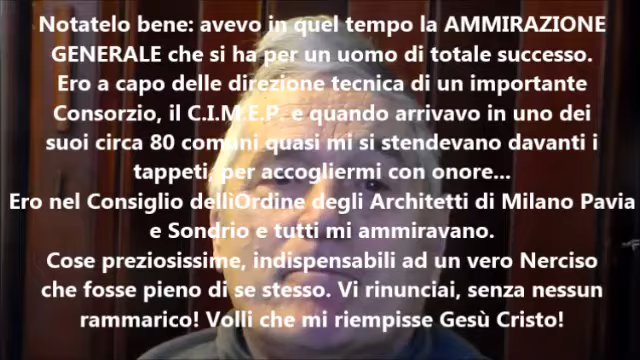 Notatelo bene: avevo in quel tempo la AMMIRAZIONE
GENERALE che si ha per un uomo di totale successo.
Ero a capo delle direzione tecnica di un importante
Consorzio, il C.I.M.E.P. e quando arrivavo in uno dei
suoi circa 80 comuni quasi mi si stendevano davanti i
tappeti, per accogliermi con onore...
Ero nel Consiglio delliOrdine degli Architetti di Milano Pavia
e Sondrio e tutti mi ammiravano.
Cose preziosissime, indispensabili ad un vero Nerciso
che fosse pieno di se stesso. Vi rinunciai, senza nessun
rammarico! Volli che mi riempisse Gesù Cristo!